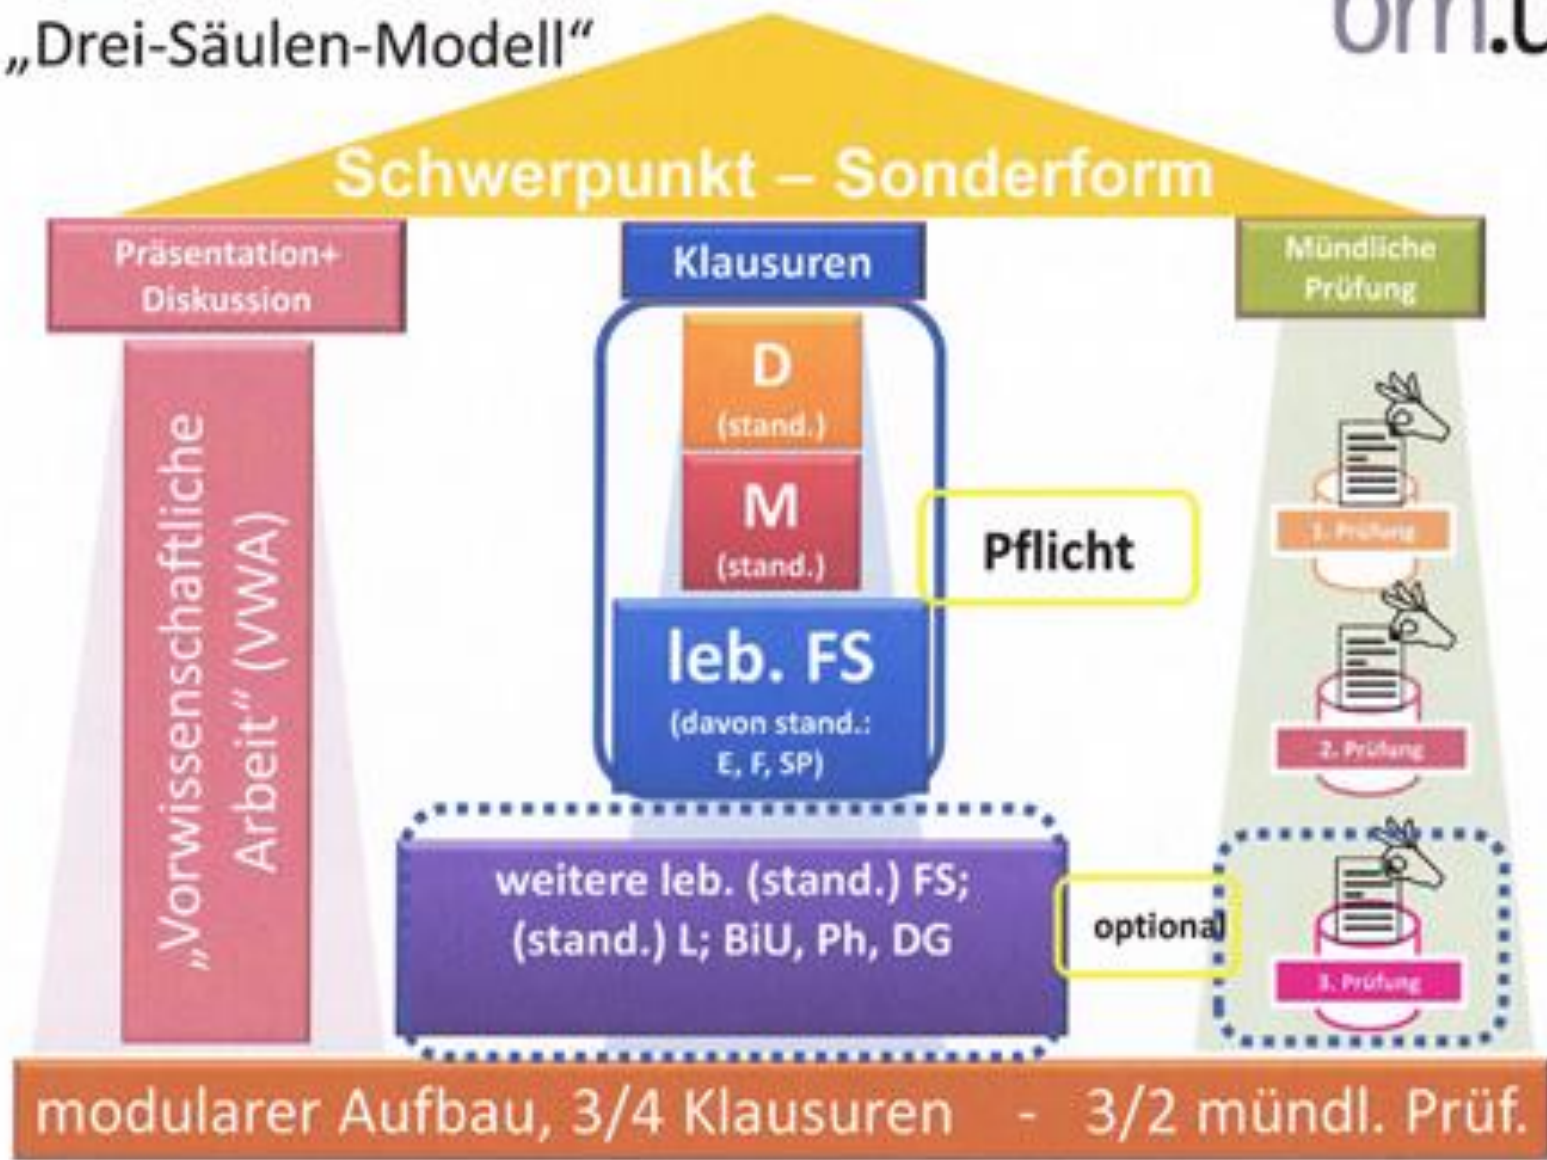 „Drei-Säulen-Modell“
Schwerpunkt – Sonderform
Präsentation+
Diskussion
„Vorwissenschaftliche
Arbeit“ (VWA)
Klausuren
D
(stand.)
M
(stand.)
leb. FS
(davon stand.:
E, F, SP)
Pflicht
weitere leb. (stand.) FS;
(stand.) L; BiU, Ph, DG
optional
Mündliche
Prüfung
1. Prüfung
2. Prüfung
3. Prüfung
modularer Aufbau, 3/4 Klausuren - 3/2 mündl. Prüf.